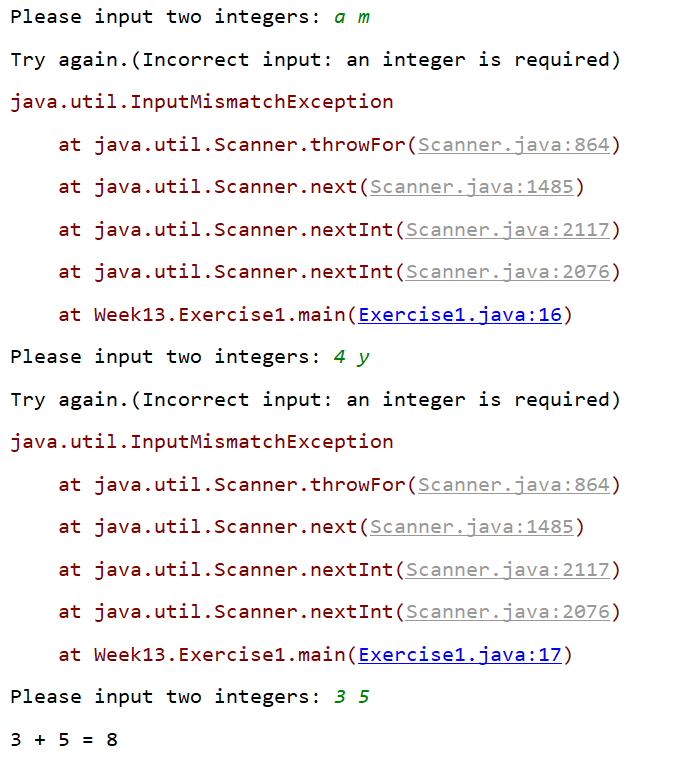 Please input two integers: a m
Try again.(Incorrect input: an integer is required)
java.util.InputMismatchException
    at java.util.Scanner.throwFor(Scanner.java:864)
    at java.util.Scanner.next(Scanner.java:1485)
    at java.util.Scanner.nextInt(Scanner.java:2117)
    at java.util.Scanner.nextInt(Scanner.java:2076)
    at Week13.Exercise1.main(Exercise1.java:16)
Please input two integers: 4 y
Try again.(Incorrect input: an integer is required)
java.util.InputMismatchException
    at java.util.Scanner.throwFor(Scanner.java:864)
    at java.util.Scanner.next(Scanner.java:1485)
    at java.util.Scanner.nextInt(Scanner.java:2117)
    at java.util.Scanner.nextInt(Scanner.java:2076)
    at Week13.Exercise1.main(Exercise1.java:17)
Please input two integers: 3 5
3 + 5 = 8